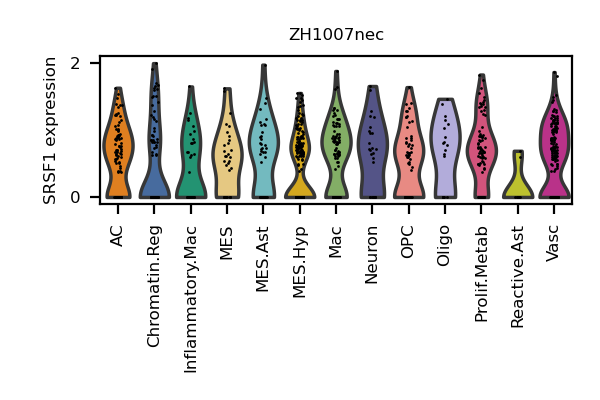 ZH1007nec
SRSF1 expression
2
0
AC
Chromatin.Reg
Inflammatory.Mac
MES
MES.Ast
MES.Hyp
Mac
Neuron
OPC
Oligo
Prolif.Metab
Reactive.Ast
Vasc